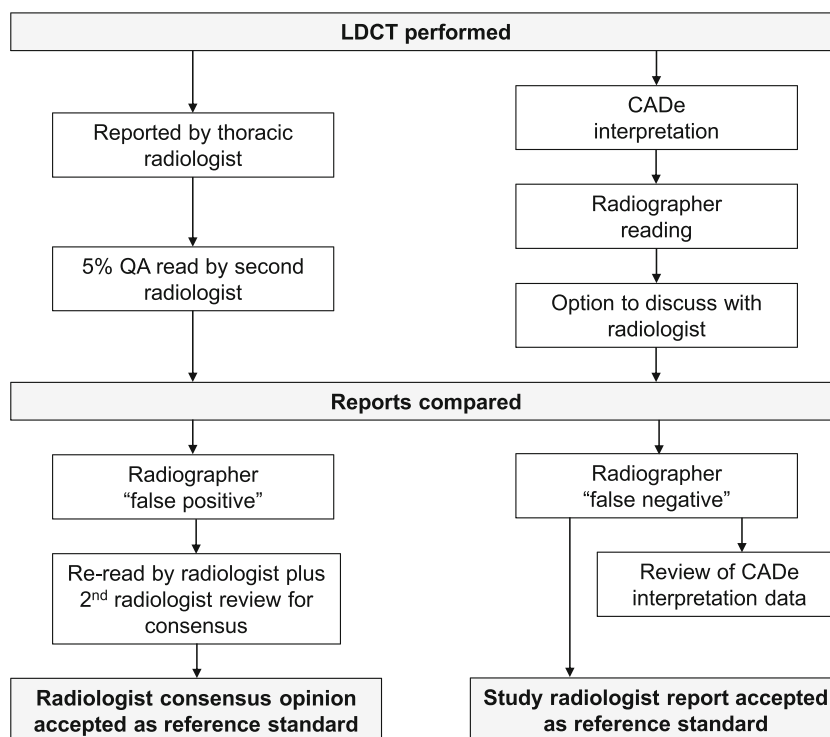 LDCT performed
Reported by thoracic
radiologist
5% QA read by second
radiologist
CADe
interpretation
Radiographer
reading
Option to discuss with
radiologist
Reports compared
Radiographer
“false positive”
Re-read by radiologist plus
2nd radiologist review for
consensus
Radiologist consensus opinion
accepted as reference standard
Radiographer
“false negative”
Review of CADe
interpretation data
Study radiologist report accepted
as reference standard